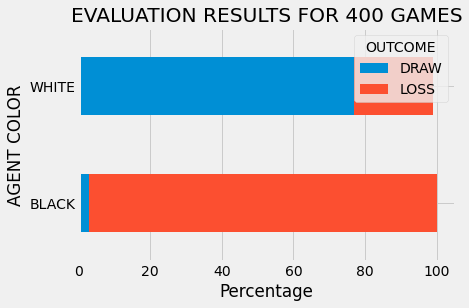 EVALUATION RESULTS FOR 400 GAMES
OUTCOME
DRAW
LOSS
AGENT COLOR
WHITE
BLACK
0 20 40 60 80 100
Percentage